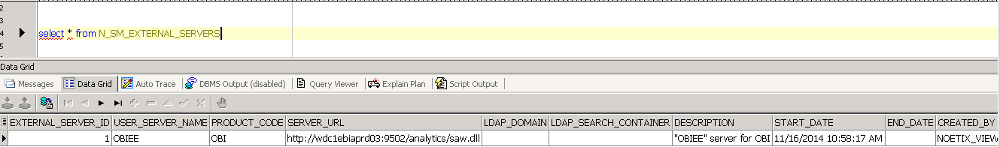 2
3
4 select * from N_SM_EXTERNAL_SERVERS
5
Data Grid
Messages Data Grid Auto Trace DBMS Output (disabled) Query Viewer Explain Plan Script Output
EXTERNAL_SERVER_ID USER_SERVER_NAME PRODUCT_CODE SERVER_URL LDAP_DOMAIN LDAP_SEARCH_CONTAINER DESCRIPTION START_DATE END_DATE CREATED_BY
1 OBIEE OBI http://wdc1ebiaprd03:9502/analytics/saw.dll "OBIEE" server for OBI 11/16/2014 10:58:17 AM NOETIX_VIEW